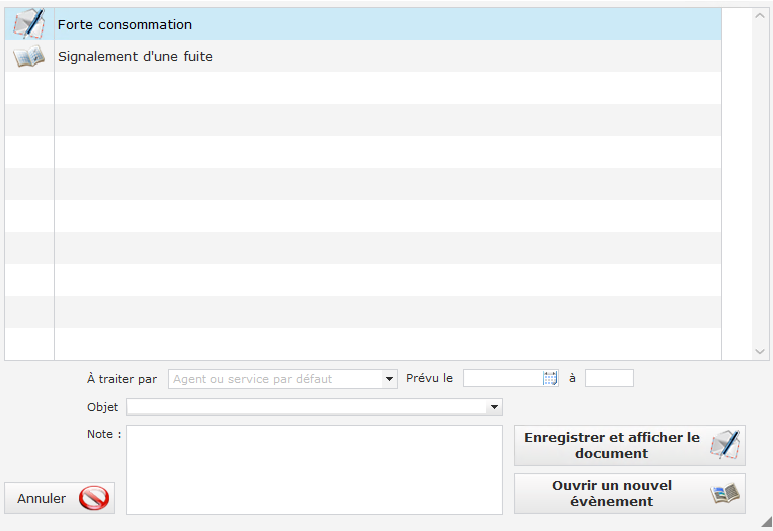 Forte consommation
Signalement d'une fuite
À traiter par Agent ou service par défaut Prévu le à
Objet
Note :
Enregistrer et afficher le
document
Ouvrir un nouvel
évènement
Annuler